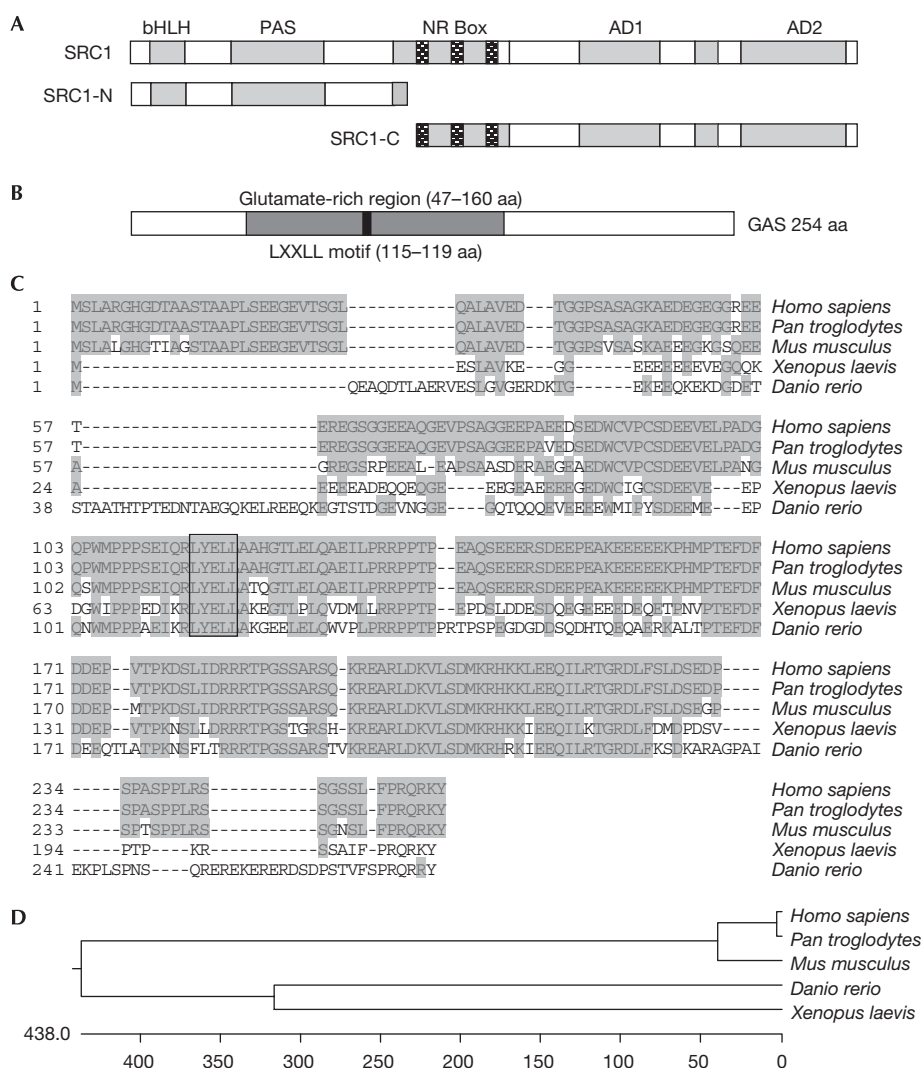 A
bHLH PAS NR Box AD1 AD2
SRC1
SRC1-N
SRC1-C
B
Glutamate-rich region (47–160 aa)
GAS 254 aa
LXXLL motif (115–119 aa)
C
1 MSLARGHGDTAASTAAPLSEEGEVTSGL----------QALAVED---TGGPSASAGKAEDEGEGGREE Homo sapiens
1 MSLARGHGDTAASTAAPLSEEGEVTSGL----------QALAVED---TGGPSASAGKAEDEGEGGREE Pan troglodytes
1 MSLALGHGTIAGSTAAPLSEEGEVTSGL----------QALAVED---TGGPSVSASKAEEEGKGSQEE Mus musculus
1 M-----------------------------------ESLAVKE---GG------EEEEEEEVEGQQK Xenopus laevis
1 M---------------------------QEAQDTLAERVESLGVGERDKTG------EKEEQKEKDGDET Danio rerio
57 T------------------------EREGSGGEEAQGEVPSAGGEEPAEEDSEDWCVPCSDEEVELPADG Homo sapiens
57 T------------------------EREGSGGEEAQGEVPSAGGEEPAVEDSEDWCVPCSDEEVELPADG Pan troglodytes
57 A------------------------GREGSRPEEAL-EAPSAASDERAEGEAEDWCVPCSDEEVELPANG Mus musculus
24 A------------------------EEEEADEQQEQGE----EEGEAEEEEGEDWCIGCSDEEVE---EP Xenopus laevis
38 STAATHTPTEDNTAEGQKELREEQKEGTSTDGEVNGGE----GQTQQQEVEEEEWMIPYSDEEME---EP Danio rerio
103 QPWMPPPSEIQRLYELLAAHGTLELQAEILPRRPPTP--EAQSEEERSDEEPEAKEEEEEKPHMPTEFDF Homo sapiens
103 QPWMPPPSEIQRLYELLAAHGTLELQAEILPRRPPTP--EAQSEEERSDEEPEAKEEEEEKPHMPTEFDF Pan troglodytes
102 QSWMPPPSEIQRLYELLATQGTLELQAEILPRRPPTP--EAQSEEERSDEEPEAKEEEEEKPHMPTEFDF Mus musculus
63 DGWIPPPEDIKRLYELLAKEGTLPLQVDMLLRRPPTP--EPDSLDDESDQEGEEEEDEQETPNVPTEFDF Xenopus laevis
101 QNWMPPPAEIKRLYELLAKGEELELQWVPLPRRPPTPPRTPSPEGDGDDSQDHTQEQAERKALTPTEFDF Danio rerio
171 DDEP--VTPKDSLIDRRRTPGSSARSQ-KREARLDKVLSDMKRHKKLEEQILRTGRDLFSLDSEDP---- Homo sapiens
171 DDEP--VTPKDSLIDRRRTPGSSARSQ-KREARLDKVLSDMKRHKKLEEQILRTGRDLFSLDSEDP---- Pan troglodytes
170 DDEP--MTPKDSLIDRRRTPGSSARSQ-KREARLDKVLSDMKRHKKLEEQILRTGRDLFSLDSEGP---- Mus musculus
131 DDEP--VTPKNSLLDRRRTPGSTGRSH-KREARLDKVLSDMKRHKKIEEQILKTGRDLFDMDPDSV---- Xenopus laevis
171 DEEQTLATPKNSFLTRRRTPGSSARSTVKREARLDKVLSDMKRHRKIEEQILRTGRDLFKSDKARAGPAI Danio rerio
234 -----SPASPPLRS-----------SGSSL-FPRQRKY Homo sapiens
234 -----SPASPPLRS-----------SGSSL-FPRQRKY Pan troglodytes
233 -----SPTSPPLRS-----------SGNSL-FPRQRKY Mus musculus
194 -----PTP----KR-----------SSAIF-PRQRKY Xenopus laevis
241 EKPLSPNS----QREREKERERDSDPSTVFSPRQRRY Danio rerio
D
Homo sapiens
Pan troglodytes
Mus musculus
Danio rerio
Xenopus laevis
438.0
400 350 300 250 200 150 100 50 0